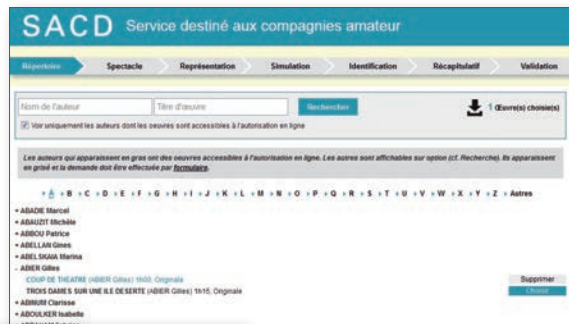 SACD Service destiné aux compagnies amateur
Répertoire Spectacle Représentation Simulation Identification Récapitulatif Validation
Nom de l'auteur Titre d'œuvre Rechercher 1 Œuvre(s) choisie(s)
Voir uniquement les auteurs dont les oeuvres sont accessibles à l'autorisation en ligne
Les auteurs qui apparaissent en gras ont des oeuvres accessibles à l'autorisation en ligne. Les autres sont affichables sur option (cf. Recherche). Ils apparaissent
en grisé et la demande doit être effectuée par formulaire.
A B C D E F G H I J K L M N O P Q R S T U V W X Y Z Autres
+ ABADIE Marcel
+ ABAUZIT Michèle
+ ABBOU Patrice
+ ABELLAN Gines
+ ABELSKAIA Marina
- ABIER Gilles
COUP DE THEATRE (ABIER Gilles) 1h00, Originale Supprimer
TROIS DAMES SUR UNE ILE DESERTE (ABIER Gilles) 1h15, Originale Choisir
+ ABINUM Clarisse
+ ABOULKER Isabelle